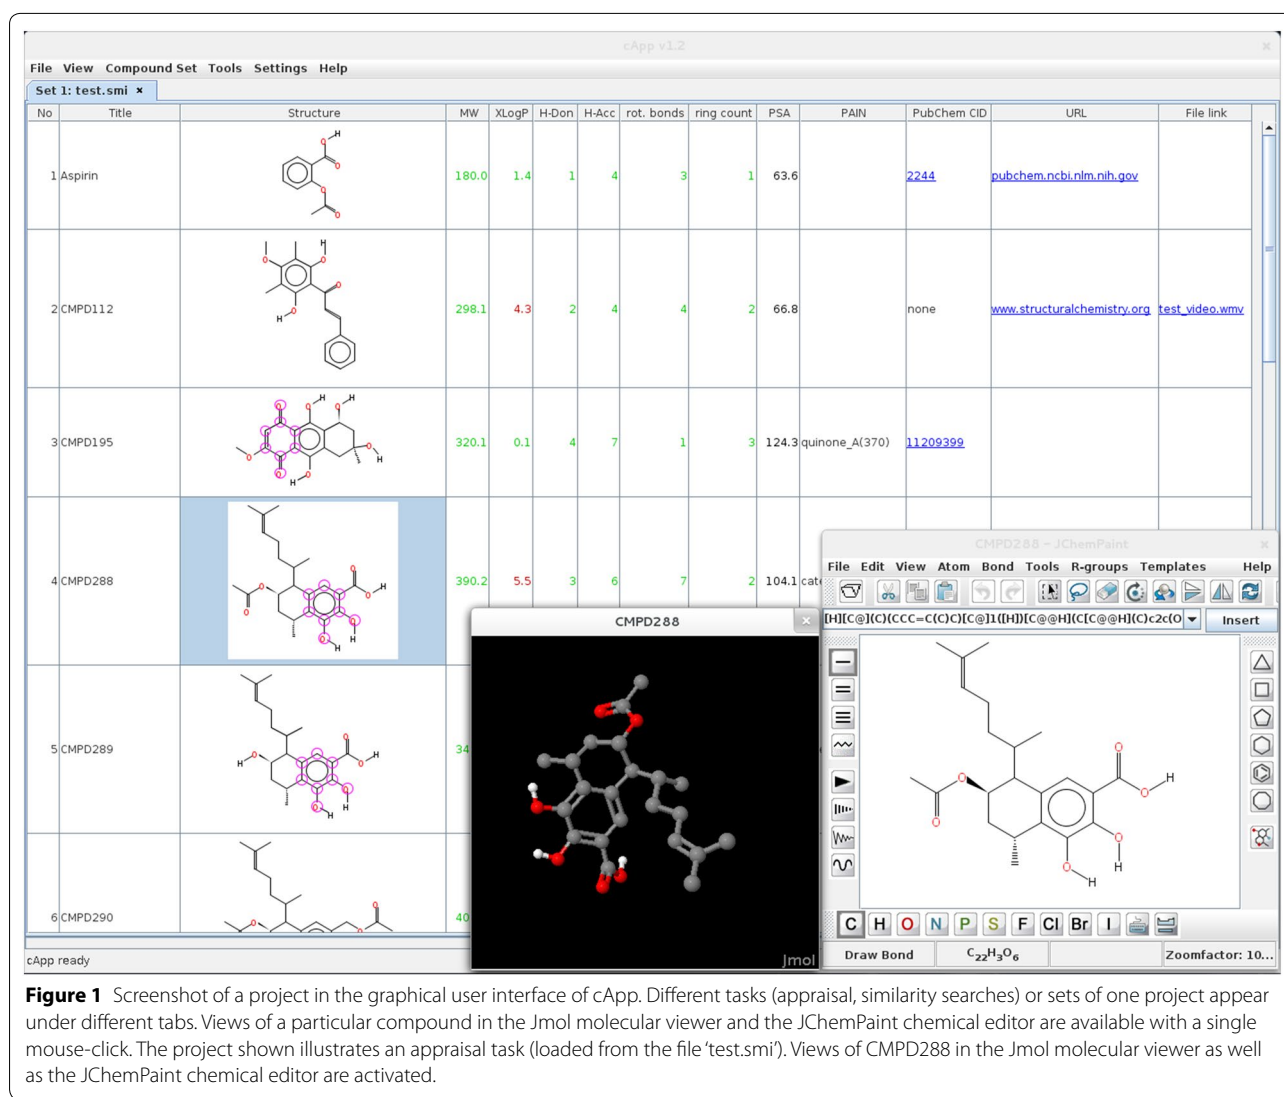 cApp v1.2
File View Compound Set Tools Settings Help
Set 1: test.smi
No Title Structure MW XLogP H-Don H-Acc rot. bonds ring count PSA PAIN PubChem CID URL File link
1 Aspirin 180.0 1.4 1 4 3 1 63.6 2244 pubchem.ncbi.nlm.nih.gov
2 CMPD112 298.1 4.3 2 4 4 2 66.8 none www.structuralchemistry.org test_video.wmv
3 CMPD195 320.1 0.1 4 7 1 3 124.3 quinone_A(370) 11209399
4 CMPD288 390.2 5.5 3 6 7 2 104.1 cate
5 CMPD289 34
6 CMPD290 40
cApp ready
CMPD288
Jmol
CMPD288 - JChemPaint
File Edit View Atom Bond Tools R-groups Templates Help
[H][C@](C)(CCC=C(C)C)[C@]1([H])[C@@H](C[C@@H](C)c2c(O Insert
C H O N P S F Cl Br I
Draw Bond C22H3O6 Zoomfactor: 10...
Figure 1 Screenshot of a project in the graphical user interface of cApp. Different tasks (appraisal, similarity searches) or sets of one project appear
under different tabs. Views of a particular compound in the Jmol molecular viewer and the JChemPaint chemical editor are available with a single
mouse-click. The project shown illustrates an appraisal task (loaded from the file ‘test.smi’). Views of CMPD288 in the Jmol molecular viewer as well
as the JChemPaint chemical editor are activated.